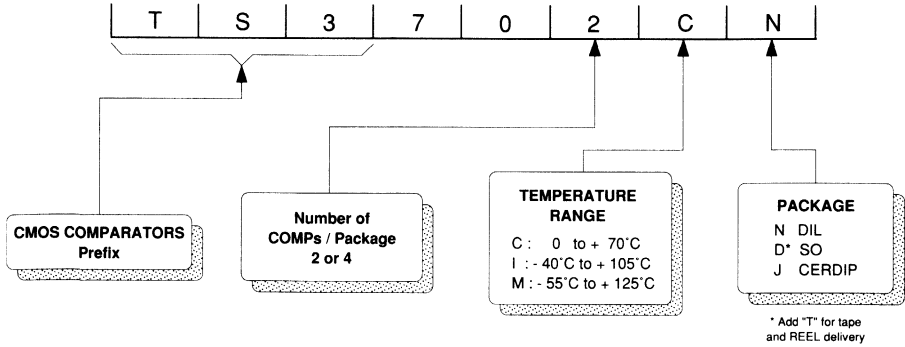 T S 3 7 0 2 C N
CMOS COMPARATORS
Prefix
Number of
COMPs / Package
2 or 4
TEMPERATURE
RANGE
C : 0 to + 70°C
I : - 40°C to + 105°C
M : - 55°C to + 125°C
PACKAGE
N DIL
D* SO
J CERDIP
* Add "T" for tape
and REEL delivery